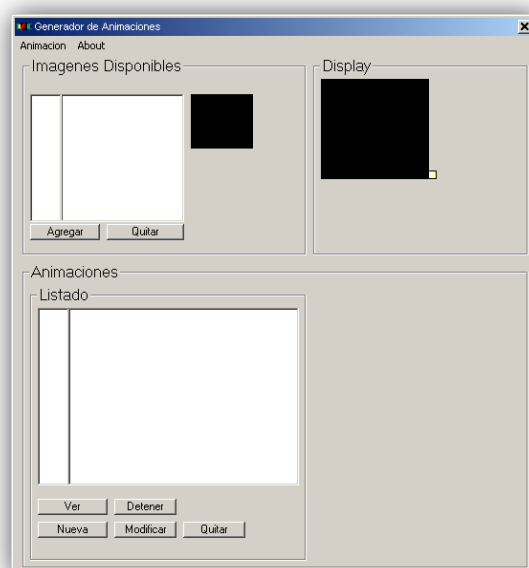 Generador de Animaciones
Animacion About
Imagenes Disponibles
Display
Agregar Quitar
Animaciones
Listado
Ver Detener
Nueva Modificar Quitar